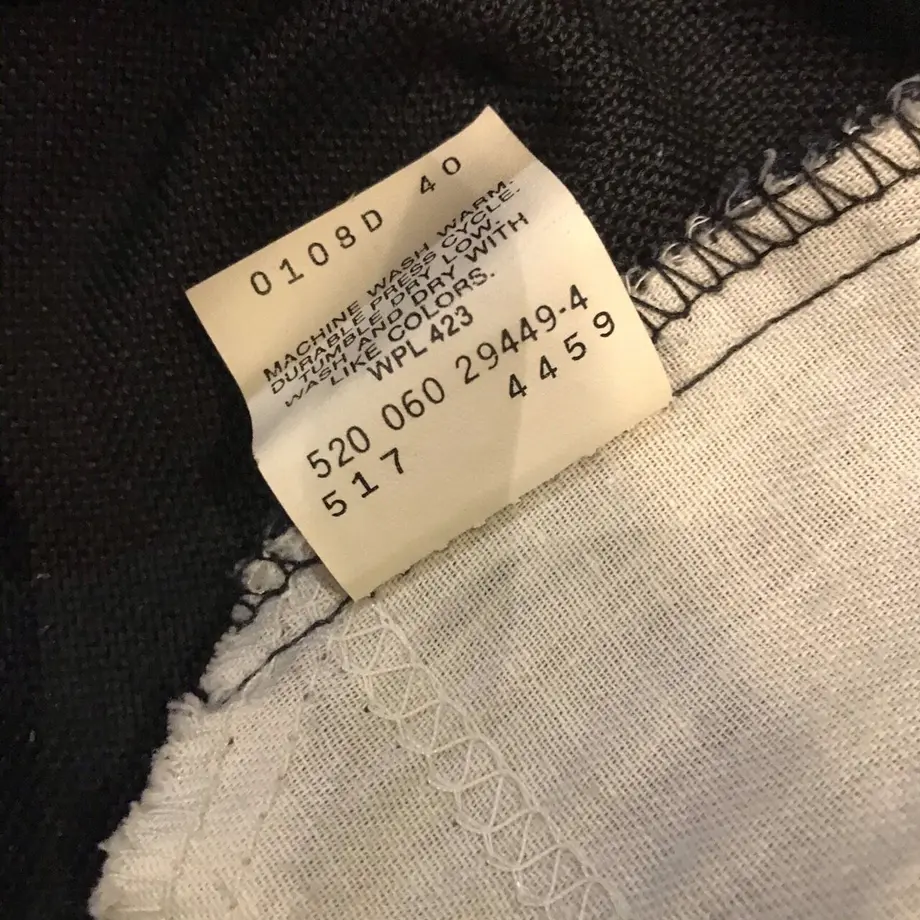 0108D 40
MACHINE WASH WARM-
DURABLE PRESS CYCLE.
TUMBLE DRY LOW.
WASH AND DRY WITH
LIKE COLORS.
WPL 423
520 060 29449-4
517 4459